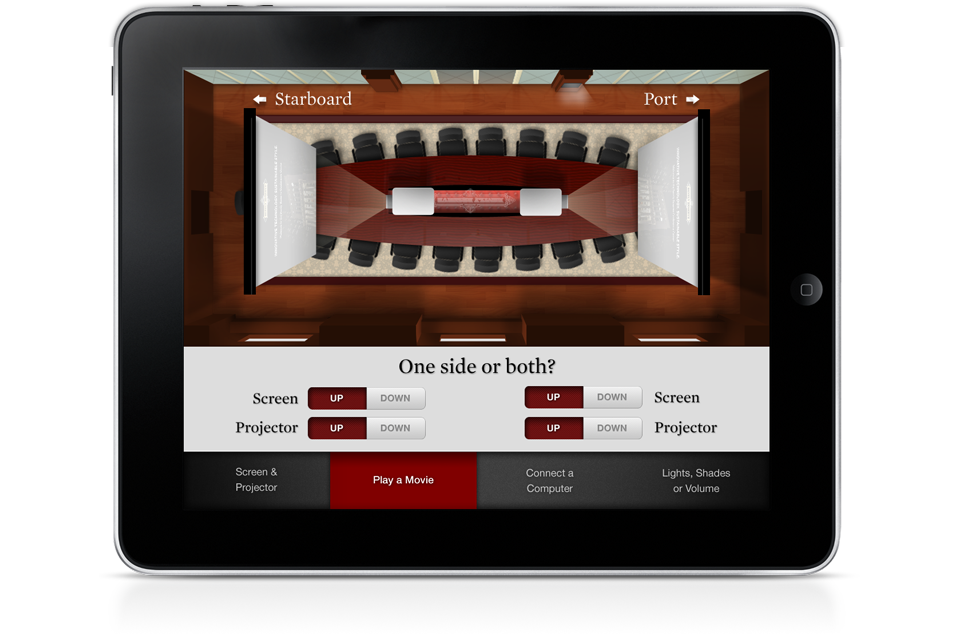 Starboard
Port
One side or both?
Screen UP DOWN
UP DOWN Screen
Projector UP DOWN
UP DOWN Projector
Screen &
Projector
Play a Movie
Connect a
Computer
Lights, Shades
or Volume